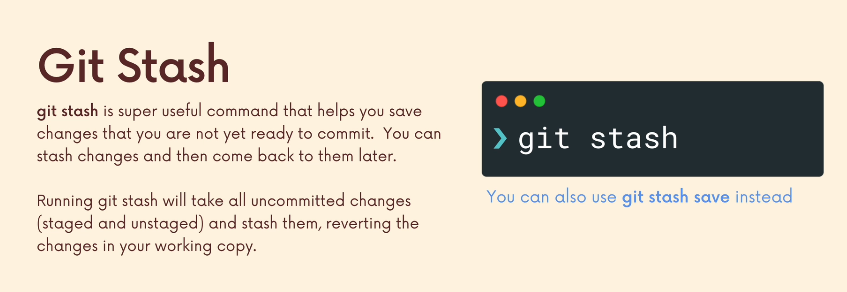 Git Stash
git stash is super useful command that helps you save
changes that you are not yet ready to commit.  You can
stash changes and then come back to them later.
Running git stash will take all uncommitted changes
(staged and unstaged) and stash them, reverting the
changes in your working copy.
❯ git stash
You can also use git stash save instead